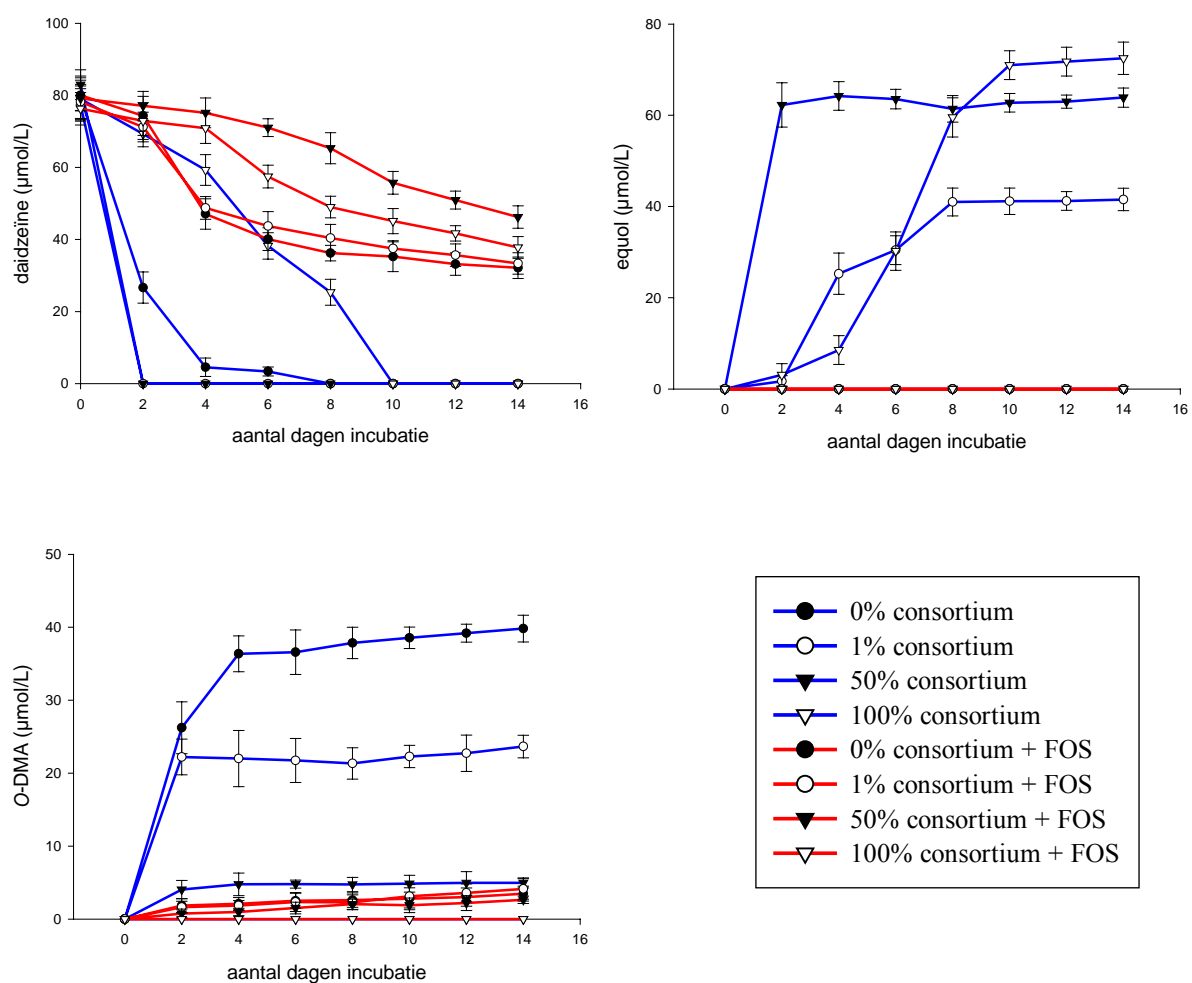 100
80
60
40
20
0
daidzeine (µmol/L)
0 2 4 6 8 10 12 14 16
aantal dagen incubatie
80
60
40
20
0
equol (µmol/L)
0 2 4 6 8 10 12 14 16
aantal dagen incubatie
50
40
30
20
10
0
O-DMA (µmol/L)
0 2 4 6 8 10 12 14 16
aantal dagen incubatie
0% consortium
1% consortium
50% consortium
100% consortium
0% consortium + FOS
1% consortium + FOS
50% consortium + FOS
100% consortium + FOS